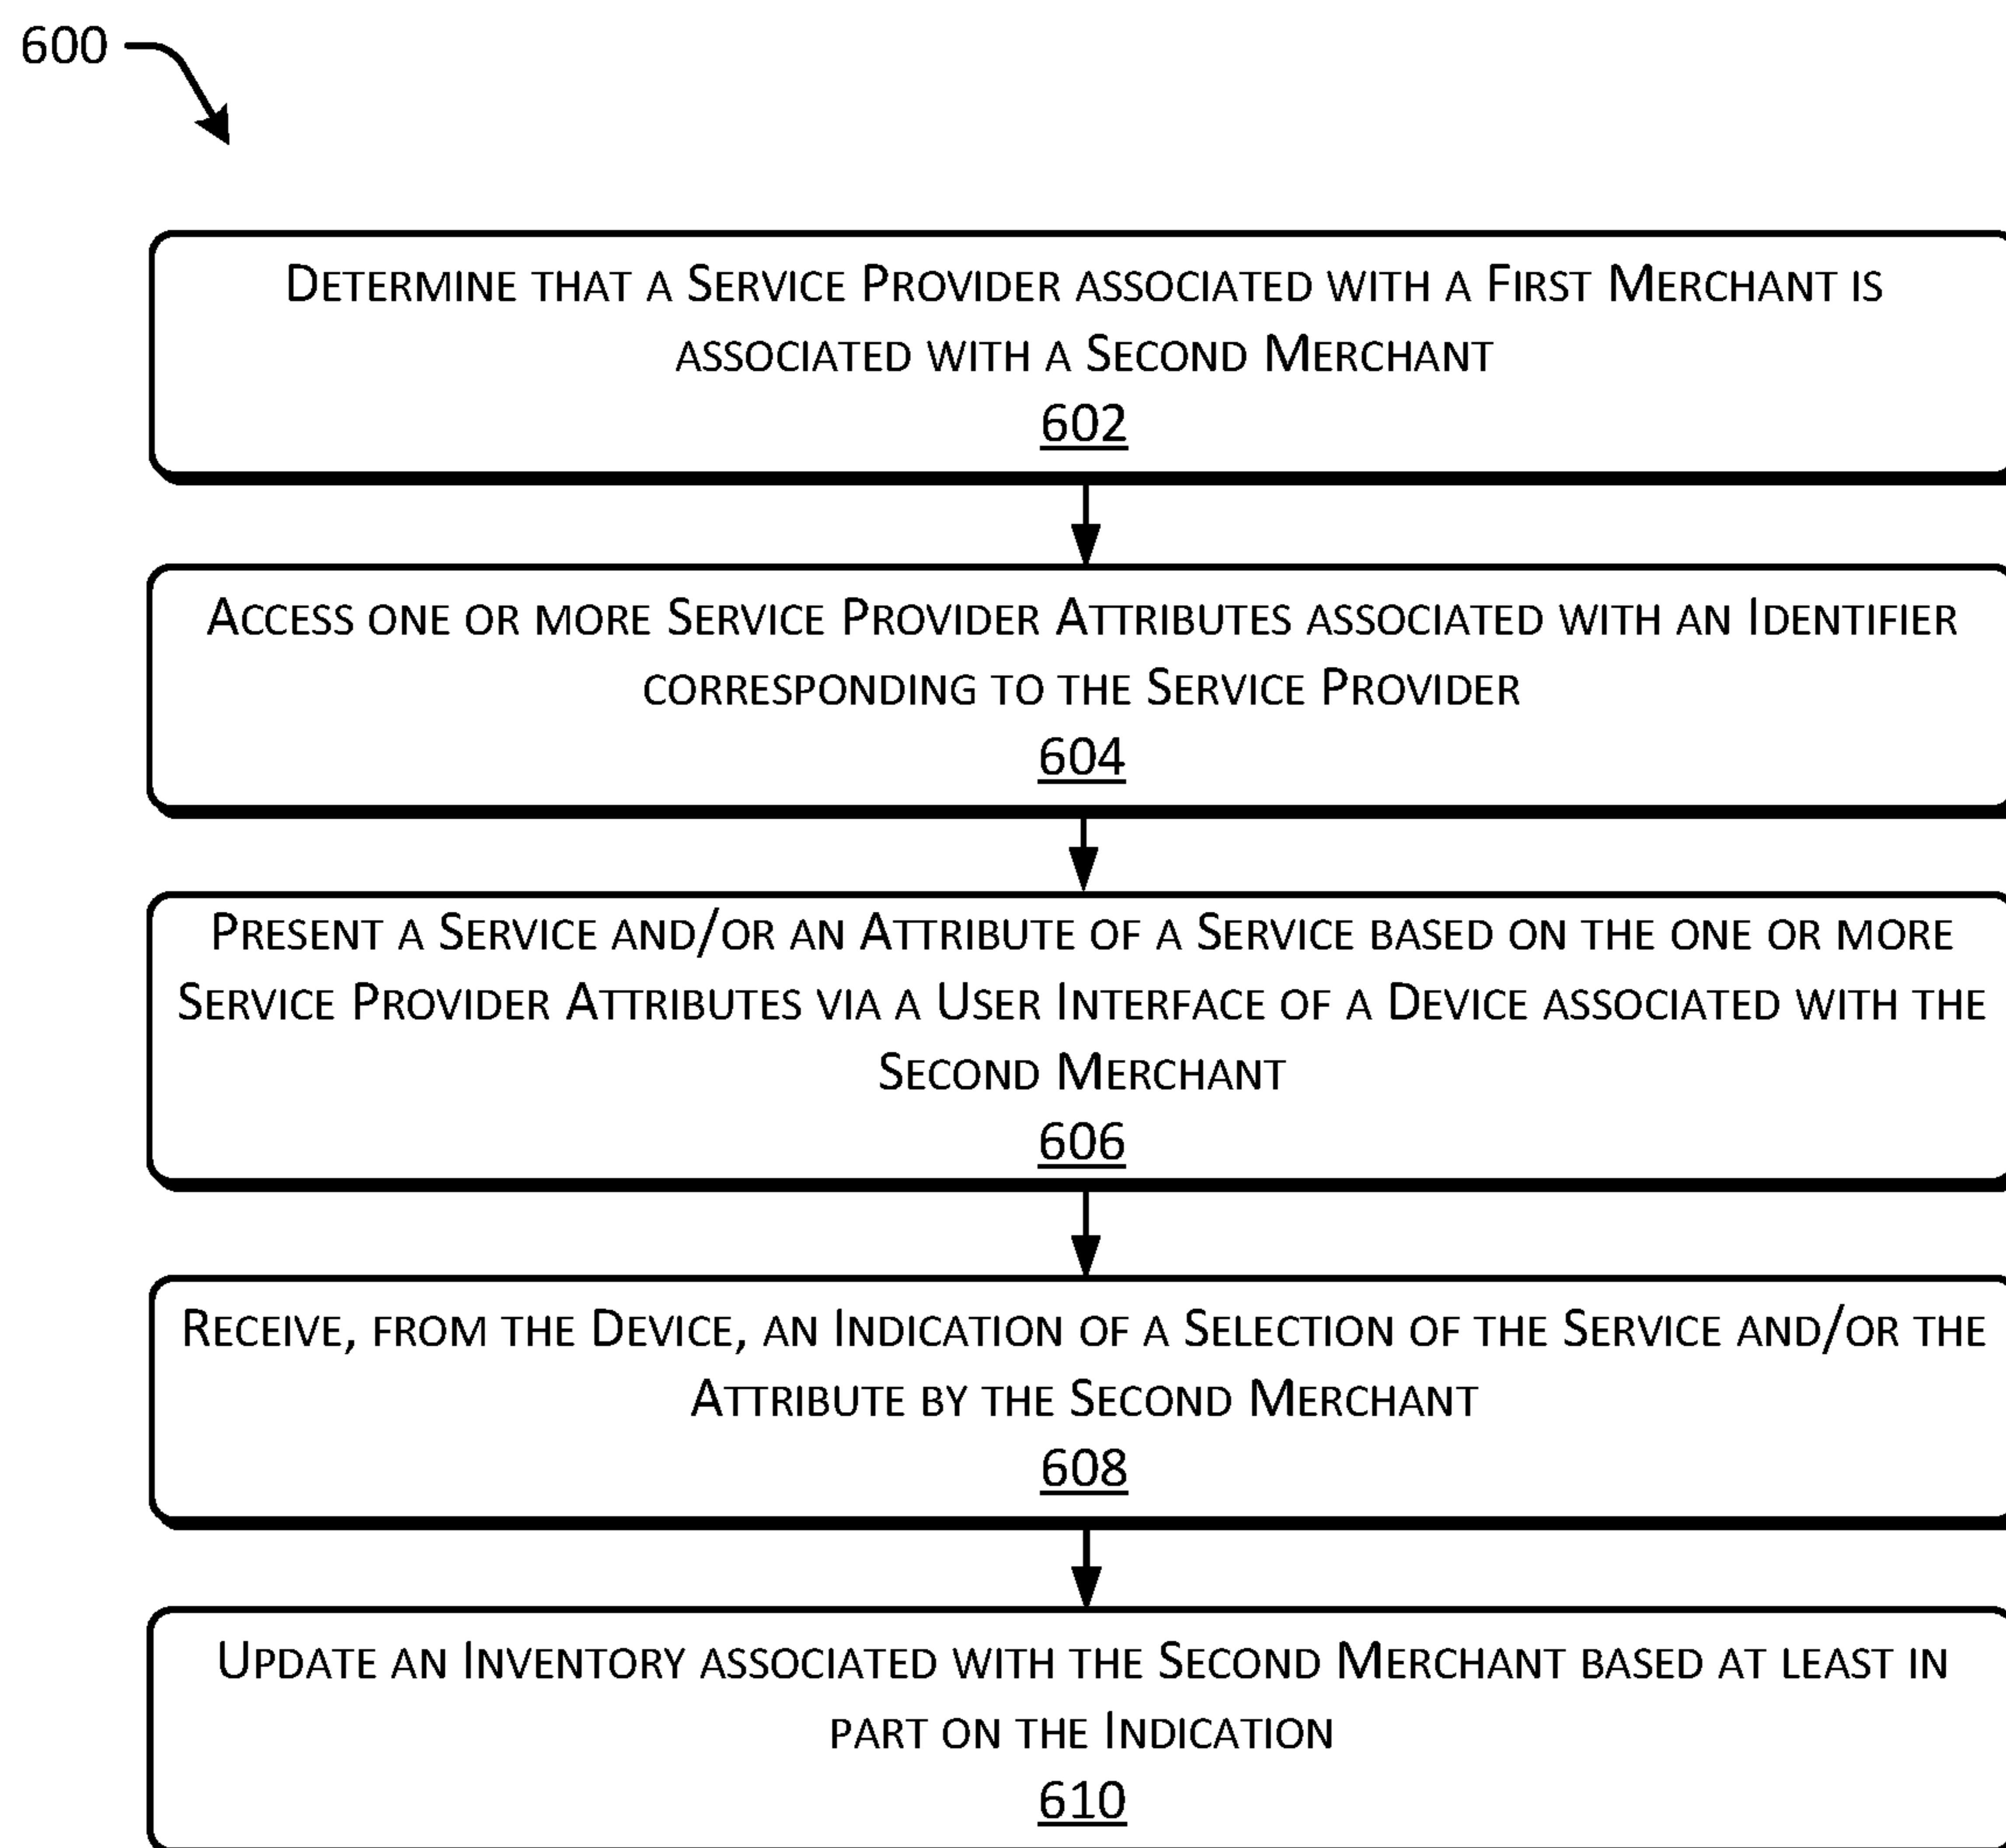 600
Determine that a Service Provider associated with a First Merchant is
associated with a Second Merchant
602
Access one or more Service Provider Attributes associated with an Identifier
corresponding to the Service Provider
604
Present a Service and/or an Attribute of a Service based on the one or more
Service Provider Attributes via a User Interface of a Device associated with the
Second Merchant
606
Receive, from the Device, an Indication of a Selection of the Service and/or the
Attribute by the Second Merchant
608
Update an Inventory associated with the Second Merchant based at least in
part on the Indication
610